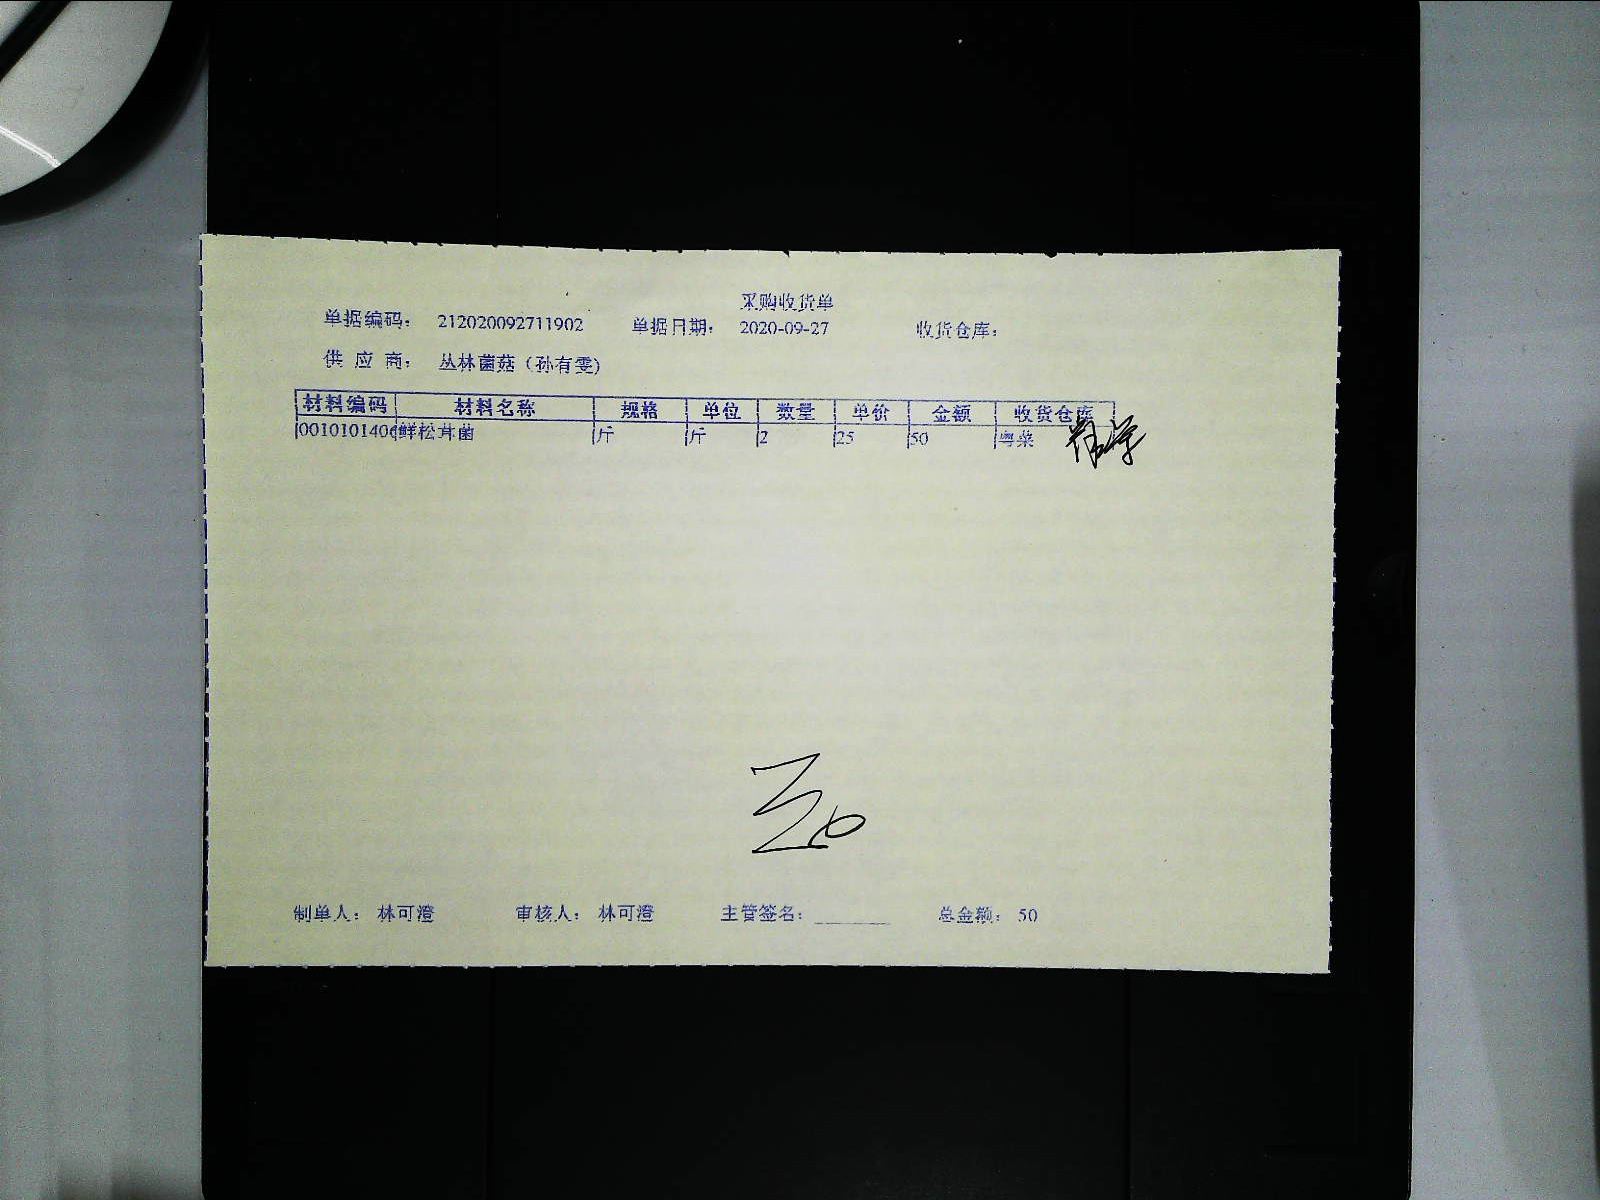 采购收货单
单据编码： 212020092711902 单据日期： 2020-09-27 收货仓库：
供 应 商： 丛林菌菇（孙有雯）
材料编码 材料名称 规格 单位 数量 单价 金额 收货仓库
鲜松茸菌 斤 斤 2 25 50 粤菜
制单人： 林可澄 审核人： 林可澄 主管签名： 总金额： 50